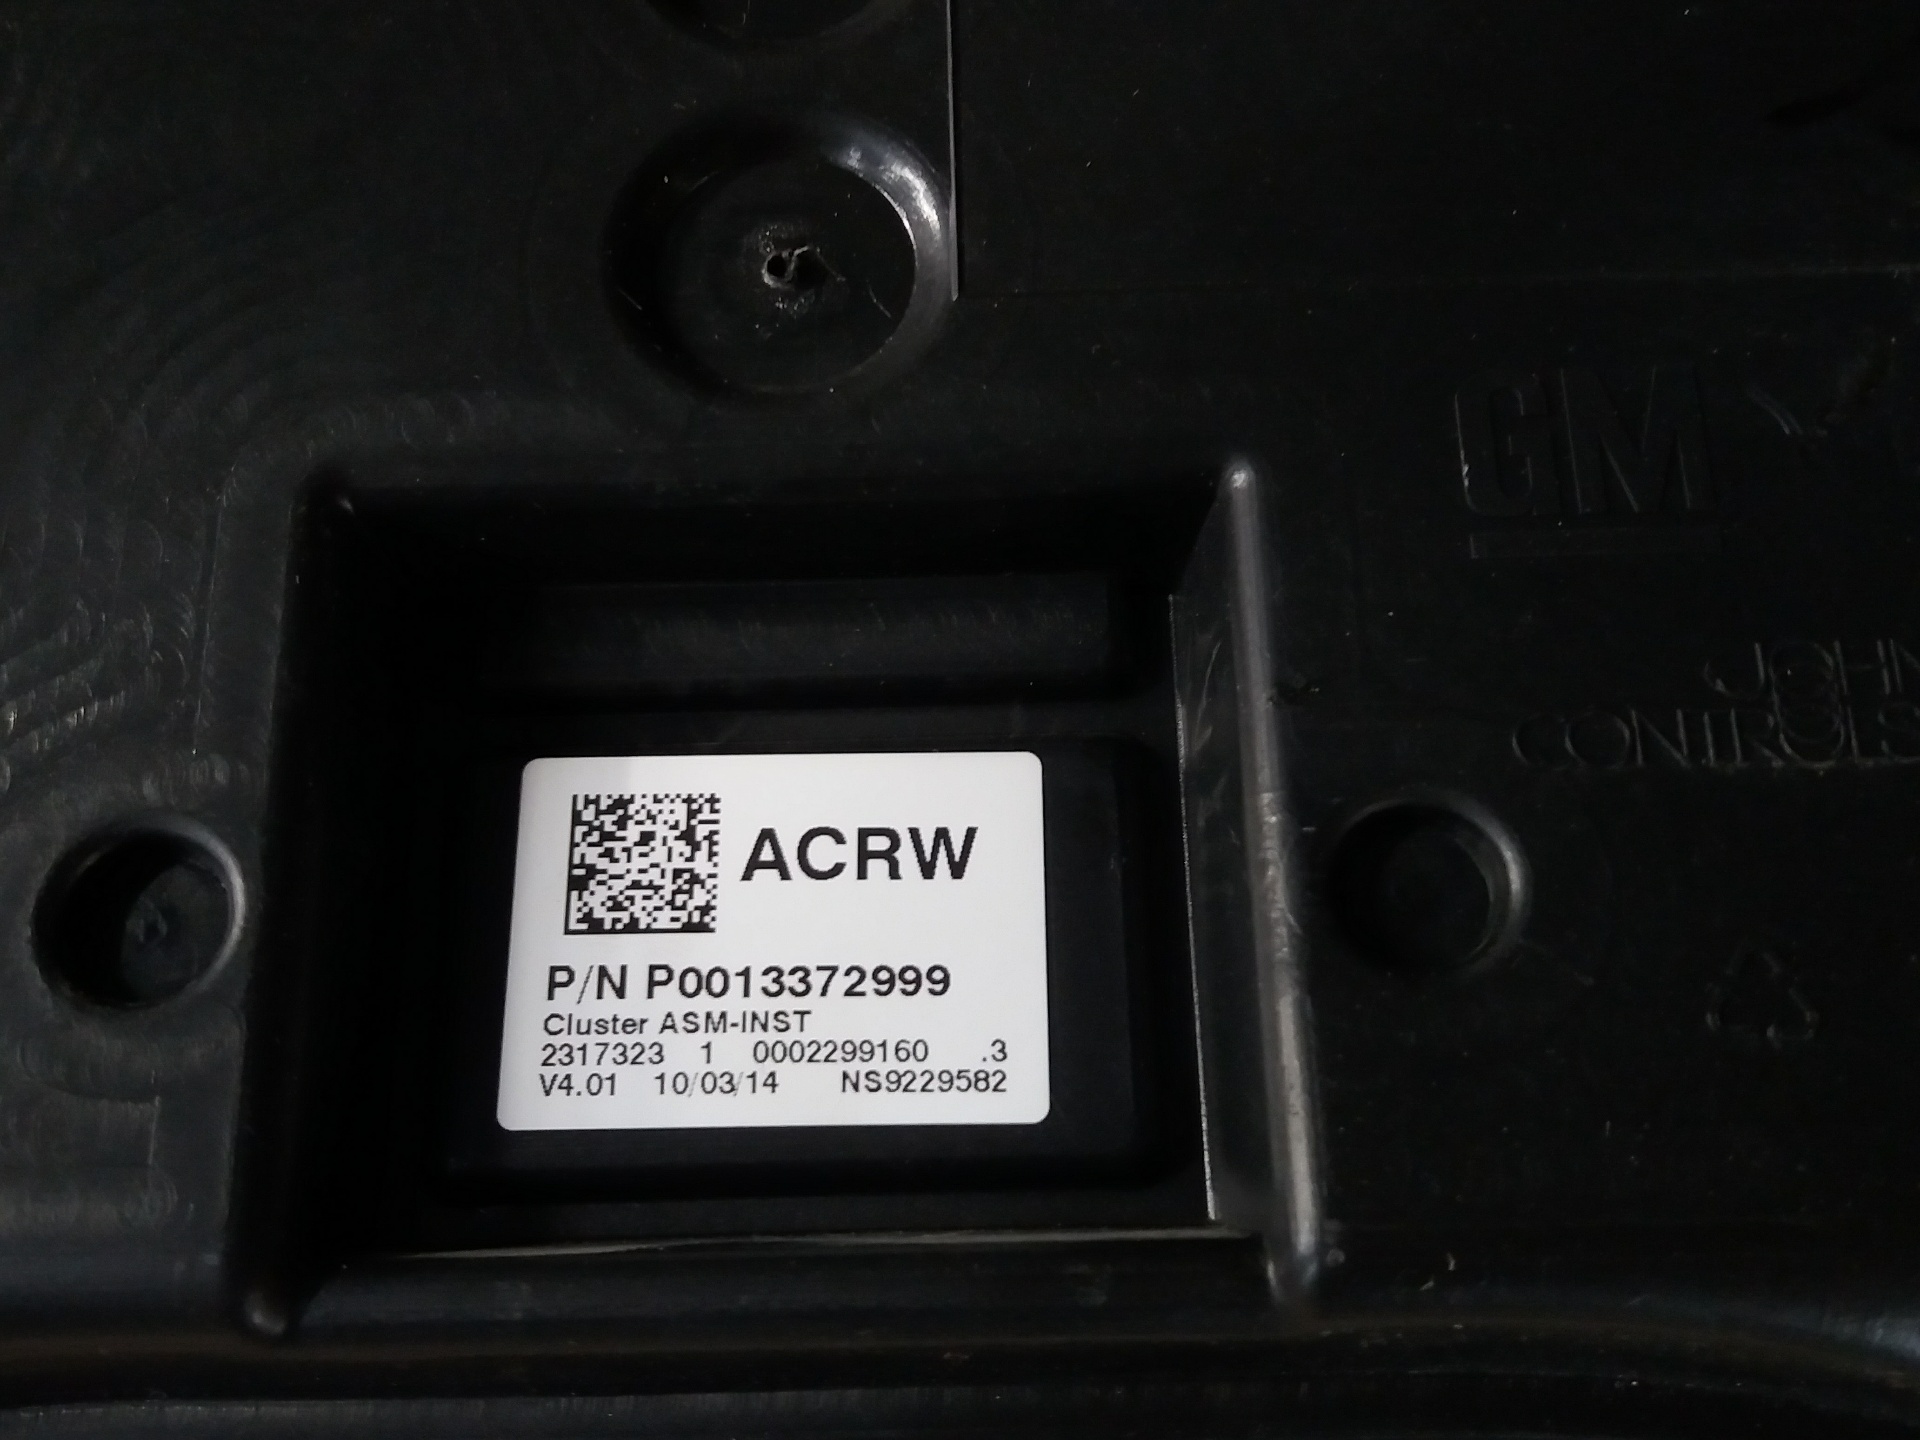 GM
JOHN
CONTROLS
ACRW
P/N P0013372999
Cluster ASM-INST
2317323 1 0002299160 .3
V4.01 10/03/14 NS9229582